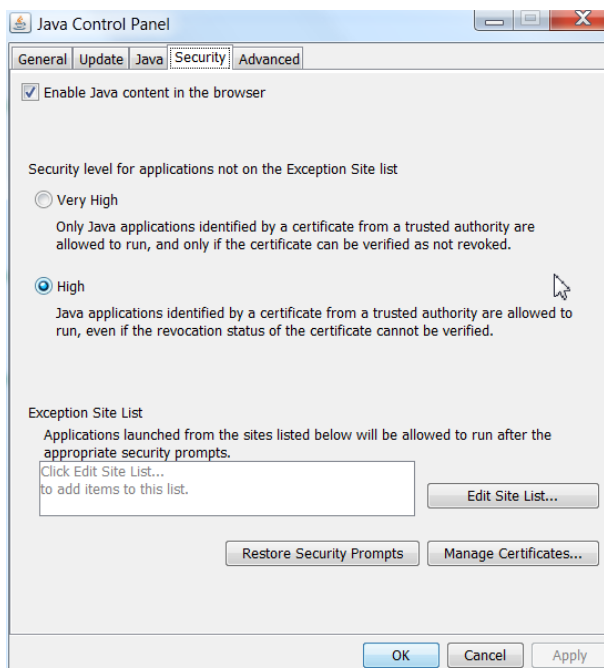 Java Control Panel
General Update Java Security Advanced
Enable Java content in the browser
Security level for applications not on the Exception Site list
Very High
Only Java applications identified by a certificate from a trusted authority are
allowed to run, and only if the certificate can be verified as not revoked.
High
Java applications identified by a certificate from a trusted authority are allowed to
run, even if the revocation status of the certificate cannot be verified.
Exception Site List
Applications launched from the sites listed below will be allowed to run after the
appropriate security prompts.
Click Edit Site List...
to add items to this list.
Edit Site List...
Restore Security Prompts Manage Certificates...
OK Cancel Apply